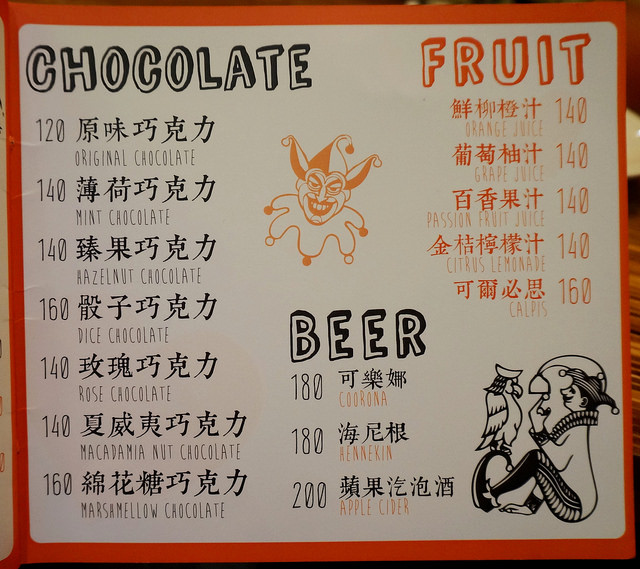 CHOCOLATE
120 原味巧克力
ORIGINAL CHOCOLATE
140 薄荷巧克力
MINT CHOCOLATE
140 臻果巧克力
HAZELNUT CHOCOLATE
160 骰子巧克力
DICE CHOCOLATE
140 玫瑰巧克力
ROSE CHOCOLATE
140 夏威夷巧克力
MACADAMIA NUT CHOCOLATE
160 綿花糖巧克力
MARSHMELLOW CHOCOLATE
FRUIT
鮮柳橙汁 140
ORANGE JUICE
葡萄柚汁 140
GRAPE JUICE
百香果汁 140
PASSION FRUIT JUICE
金桔檸檬汁 140
CITRUS LEMONADE
可爾必思 160
CALPIS
BEER
180 可樂娜
COORONA
180 海尼根
HENNEKIN
200 蘋果汽泡酒
APPLE CIDER